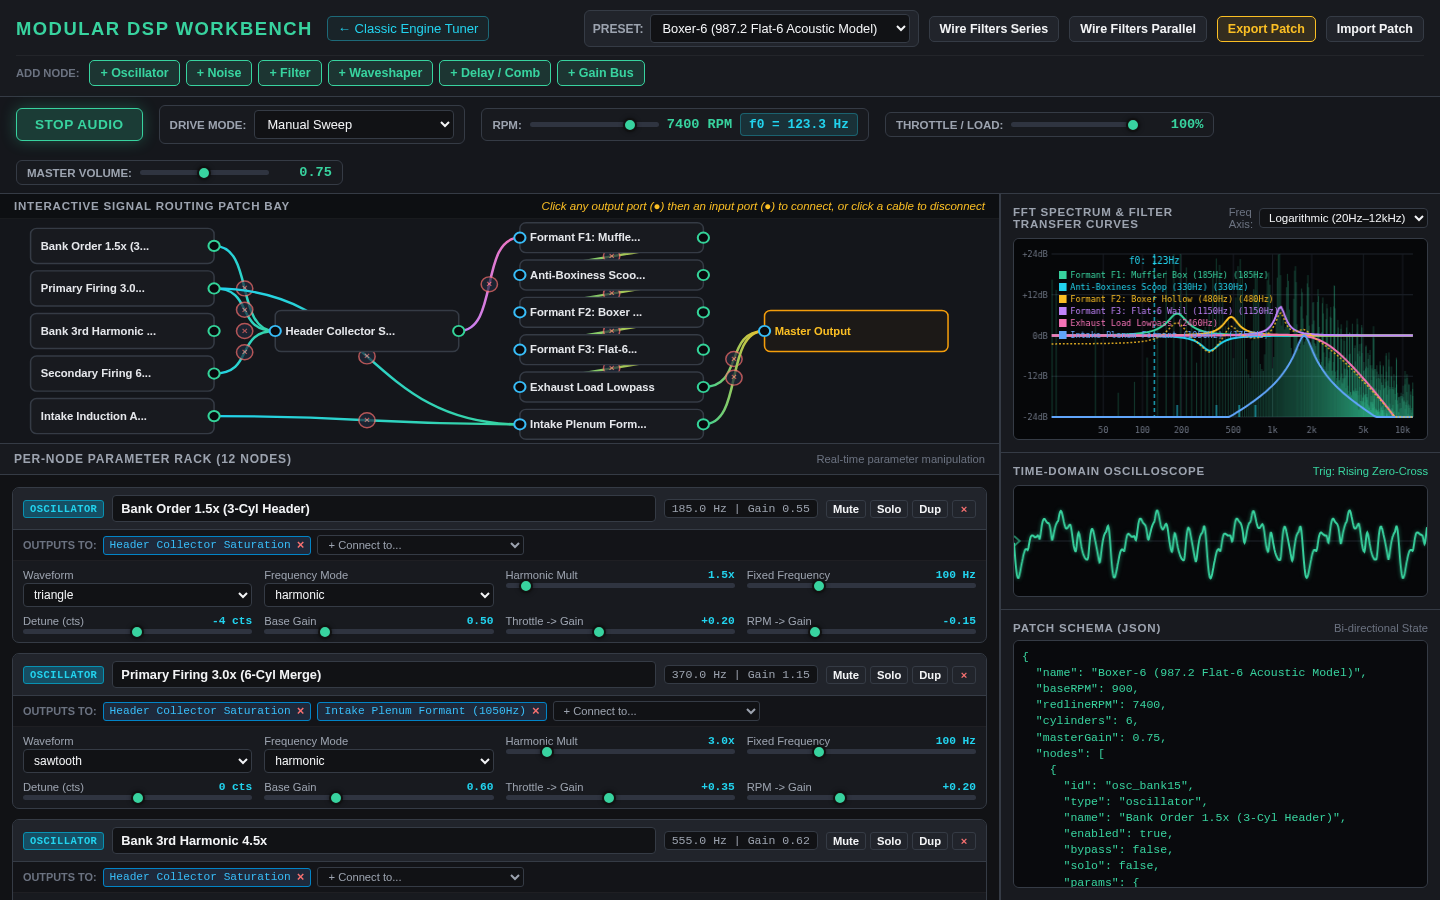 MODULAR DSP WORKBENCH
← Classic Engine Tuner
PRESET: Boxer-6 (987.2 Flat-6 Acoustic Model)
Wire Filters Series
Wire Filters Parallel
Export Patch
Import Patch
ADD NODE:
+ Oscillator
+ Noise
+ Filter
+ Waveshaper
+ Delay / Comb
+ Gain Bus
STOP AUDIO
DRIVE MODE: Manual Sweep
RPM: 7400 RPM f0 = 123.3 Hz
THROTTLE / LOAD: 100%
MASTER VOLUME: 0.75
INTERACTIVE SIGNAL ROUTING PATCH BAY
Click any output port (●) then an input port (●) to connect, or click a cable to disconnect
Bank Order 1.5x (3...
Primary Firing 3.0...
Bank 3rd Harmonic ...
Secondary Firing 6...
Intake Induction A...
Header Collector S...
Formant F1: Muffle...
Anti-Boxiness Scoo...
Formant F2: Boxer ...
Formant F3: Flat-6...
Exhaust Load Lowpass
Intake Plenum Form...
Master Output
PER-NODE PARAMETER RACK (12 NODES)
Real-time parameter manipulation
OSCILLATOR
Bank Order 1.5x (3-Cyl Header)
185.0 Hz | Gain 0.55
Mute Solo Dup ×
OUTPUTS TO: Header Collector Saturation × + Connect to...
Waveform Frequency Mode Harmonic Mult 1.5x Fixed Frequency 100 Hz
triangle harmonic
Detune (cts) -4 cts Base Gain 0.50 Throttle -> Gain +0.20 RPM -> Gain -0.15
OSCILLATOR
Primary Firing 3.0x (6-Cyl Merge)
370.0 Hz | Gain 1.15
Mute Solo Dup ×
OUTPUTS TO: Header Collector Saturation × Intake Plenum Formant (1050Hz) × + Connect to...
Waveform Frequency Mode Harmonic Mult 3.0x Fixed Frequency 100 Hz
sawtooth harmonic
Detune (cts) 0 cts Base Gain 0.60 Throttle -> Gain +0.35 RPM -> Gain +0.20
OSCILLATOR
Bank 3rd Harmonic 4.5x
555.0 Hz | Gain 0.62
Mute Solo Dup ×
OUTPUTS TO: Header Collector Saturation × + Connect to...
FFT SPECTRUM & FILTER
TRANSFER CURVES
Freq
Axis:
Logarithmic (20Hz–12kHz)
+24dB
+12dB
0dB
-12dB
-24dB
f0: 123Hz
Formant F1: Muffler Box (185Hz) (185Hz)
Anti-Boxiness Scoop (330Hz) (330Hz)
Formant F2: Boxer Hollow (480Hz) (480Hz)
Formant F3: Flat-6 Wail (1150Hz) (1150Hz)
Exhaust Load Lowpass (2460Hz)
50 100 200 500 1k 2k 5k 10k
TIME-DOMAIN OSCILLOSCOPE
Trig: Rising Zero-Cross
PATCH SCHEMA (JSON)
Bi-directional State
{
"name": "Boxer-6 (987.2 Flat-6 Acoustic Model)",
"baseRPM": 900,
"redlineRPM": 7400,
"cylinders": 6,
"masterGain": 0.75,
"nodes": [
{
"id": "osc_bank15",
"type": "oscillator",
"name": "Bank Order 1.5x (3-Cyl Header)",
"enabled": true,
"bypass": false,
"solo": false,
"params": {